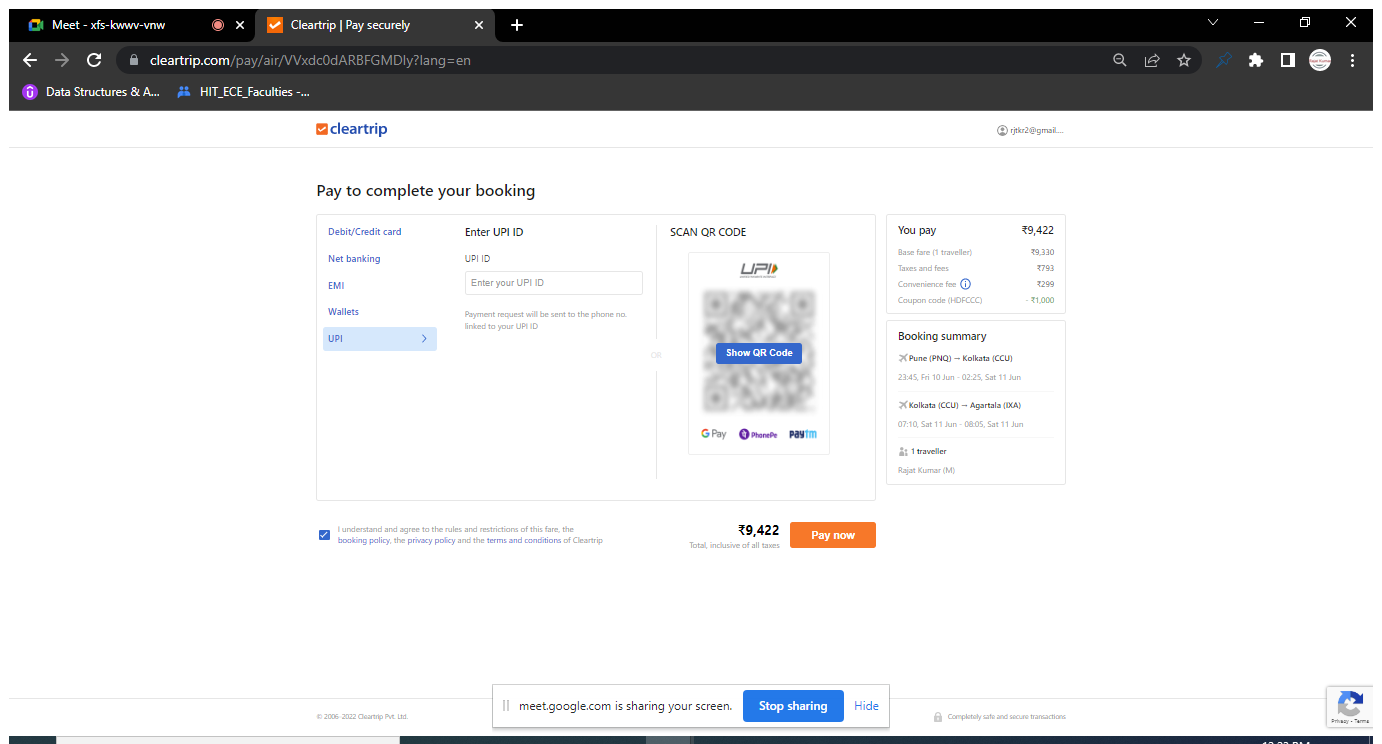 Meet - xfs-kwwv-vnw
Cleartrip | Pay securely
cleartrip.com/pay/air/VVxdc0dARBFGMDIy?lang=en
Data Structures & A...
HIT_ECE_Faculties -...
cleartrip
rjtkr2@gmail....
Pay to complete your booking
Debit/Credit card
Net banking
EMI
Wallets
UPI
Enter UPI ID
UPI ID
Enter your UPI ID
Payment request will be sent to the phone no.
linked to your UPI ID
OR
SCAN QR CODE
UPI
Show QR Code
G Pay PhonePe paytm
You pay ₹9,422
Base fare (1 traveller) ₹9,330
Taxes and fees ₹793
Convenience fee ₹299
Coupon code (HDFCCC) - ₹1,000
Booking summary
Pune (PNQ) → Kolkata (CCU)
23:45, Fri 10 Jun - 02:25, Sat 11 Jun
Kolkata (CCU) → Agartala (IXA)
07:10, Sat 11 Jun - 08:05, Sat 11 Jun
1 traveller
Rajat Kumar (M)
I understand and agree to the rules and restrictions of this fare, the
booking policy, the privacy policy and the terms and conditions of Cleartrip
₹9,422
Total, inclusive of all taxes
Pay now
© 2006-2022 Cleartrip Pvt. Ltd.
meet.google.com is sharing your screen.
Stop sharing
Hide
Completely safe and secure transactions
Privacy - Terms